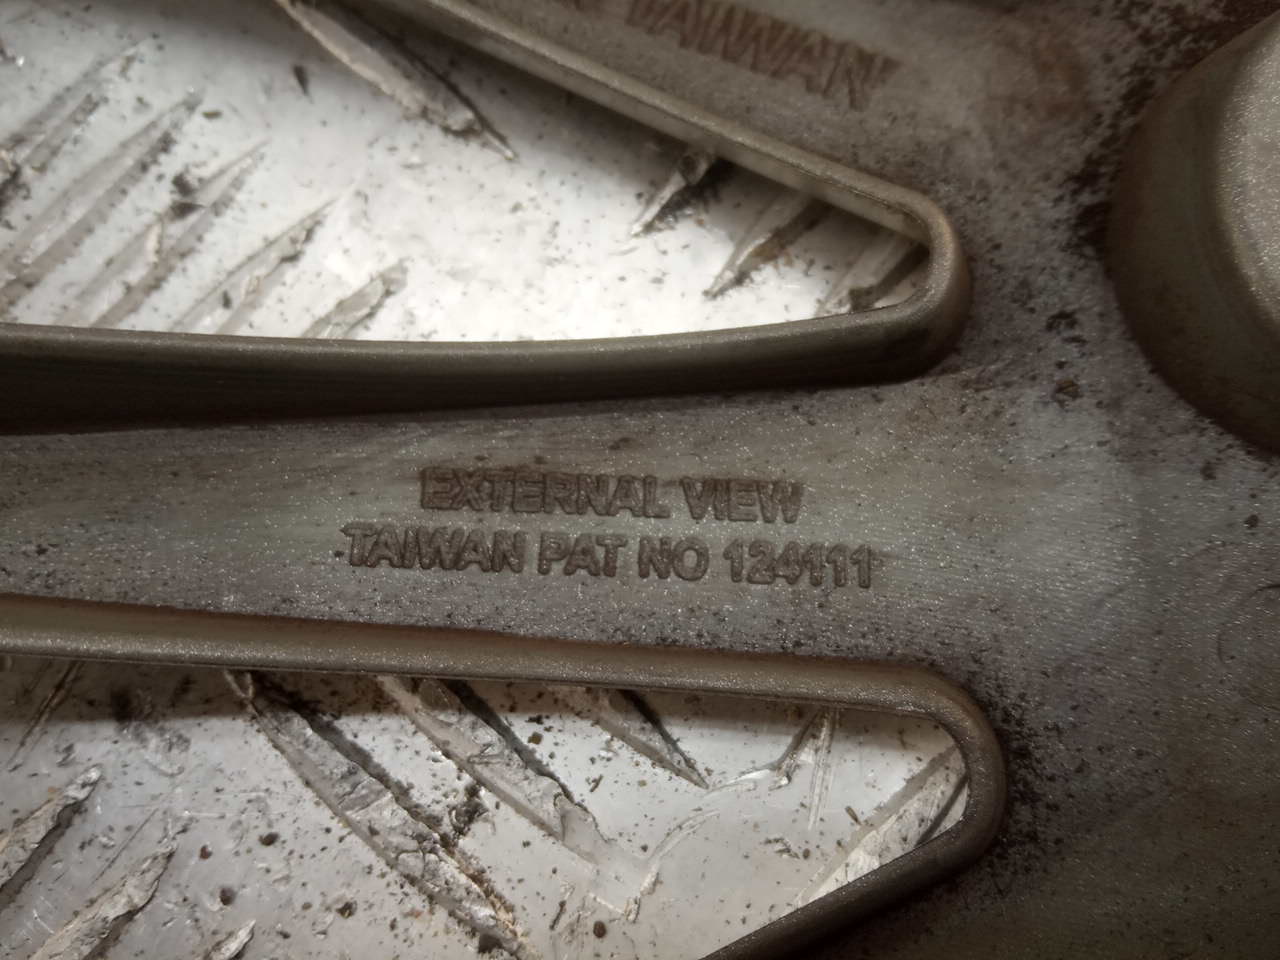 TAIWAN
EXTERNAL VIEW
TAIWAN PAT NO 124111